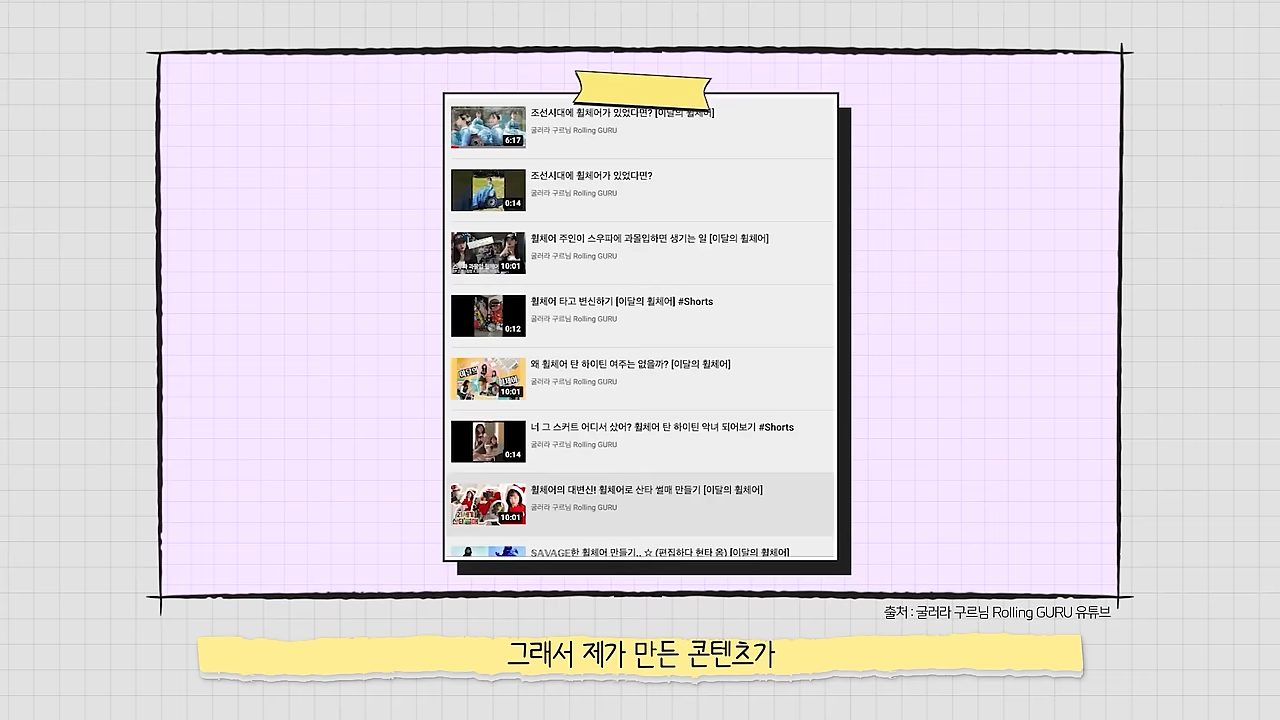 조선시대에 휠체어가 있었다면? [이달의 휠체어]
굴러라 구르님 Rolling GURU
6:17
조선시대에 휠체어가 있었다면?
굴러라 구르님 Rolling GURU
0:14
휠체어 주인이 스우파에 과몰입하면 생기는 일 [이달의 휠체어]
굴러라 구르님 Rolling GURU
10:01
휠체어 타고 변신하기 [이달의 휠체어] #Shorts
굴러라 구르님 Rolling GURU
0:12
왜 휠체어 탄 하이틴 여주는 없을까? [이달의 휠체어]
굴러라 구르님 Rolling GURU
이달의
휠체어
10:01
너 그 스커트 어디서 샀어? 휠체어 탄 하이틴 악녀 되어보기 #Shorts
굴러라 구르님 Rolling GURU
0:14
휠체어의 대변신! 휠체어로 산타 썰매 만들기 [이달의 휠체어]
굴러라 구르님 Rolling GURU
21세기
10:01
SAVAGE한 휠체어 만들기.. ☆ (편집하다 현타 옴) [이달의 휠체어]
출처 : 굴러라 구르님 Rolling GURU 유튜브
그래서 제가 만든 콘텐츠가